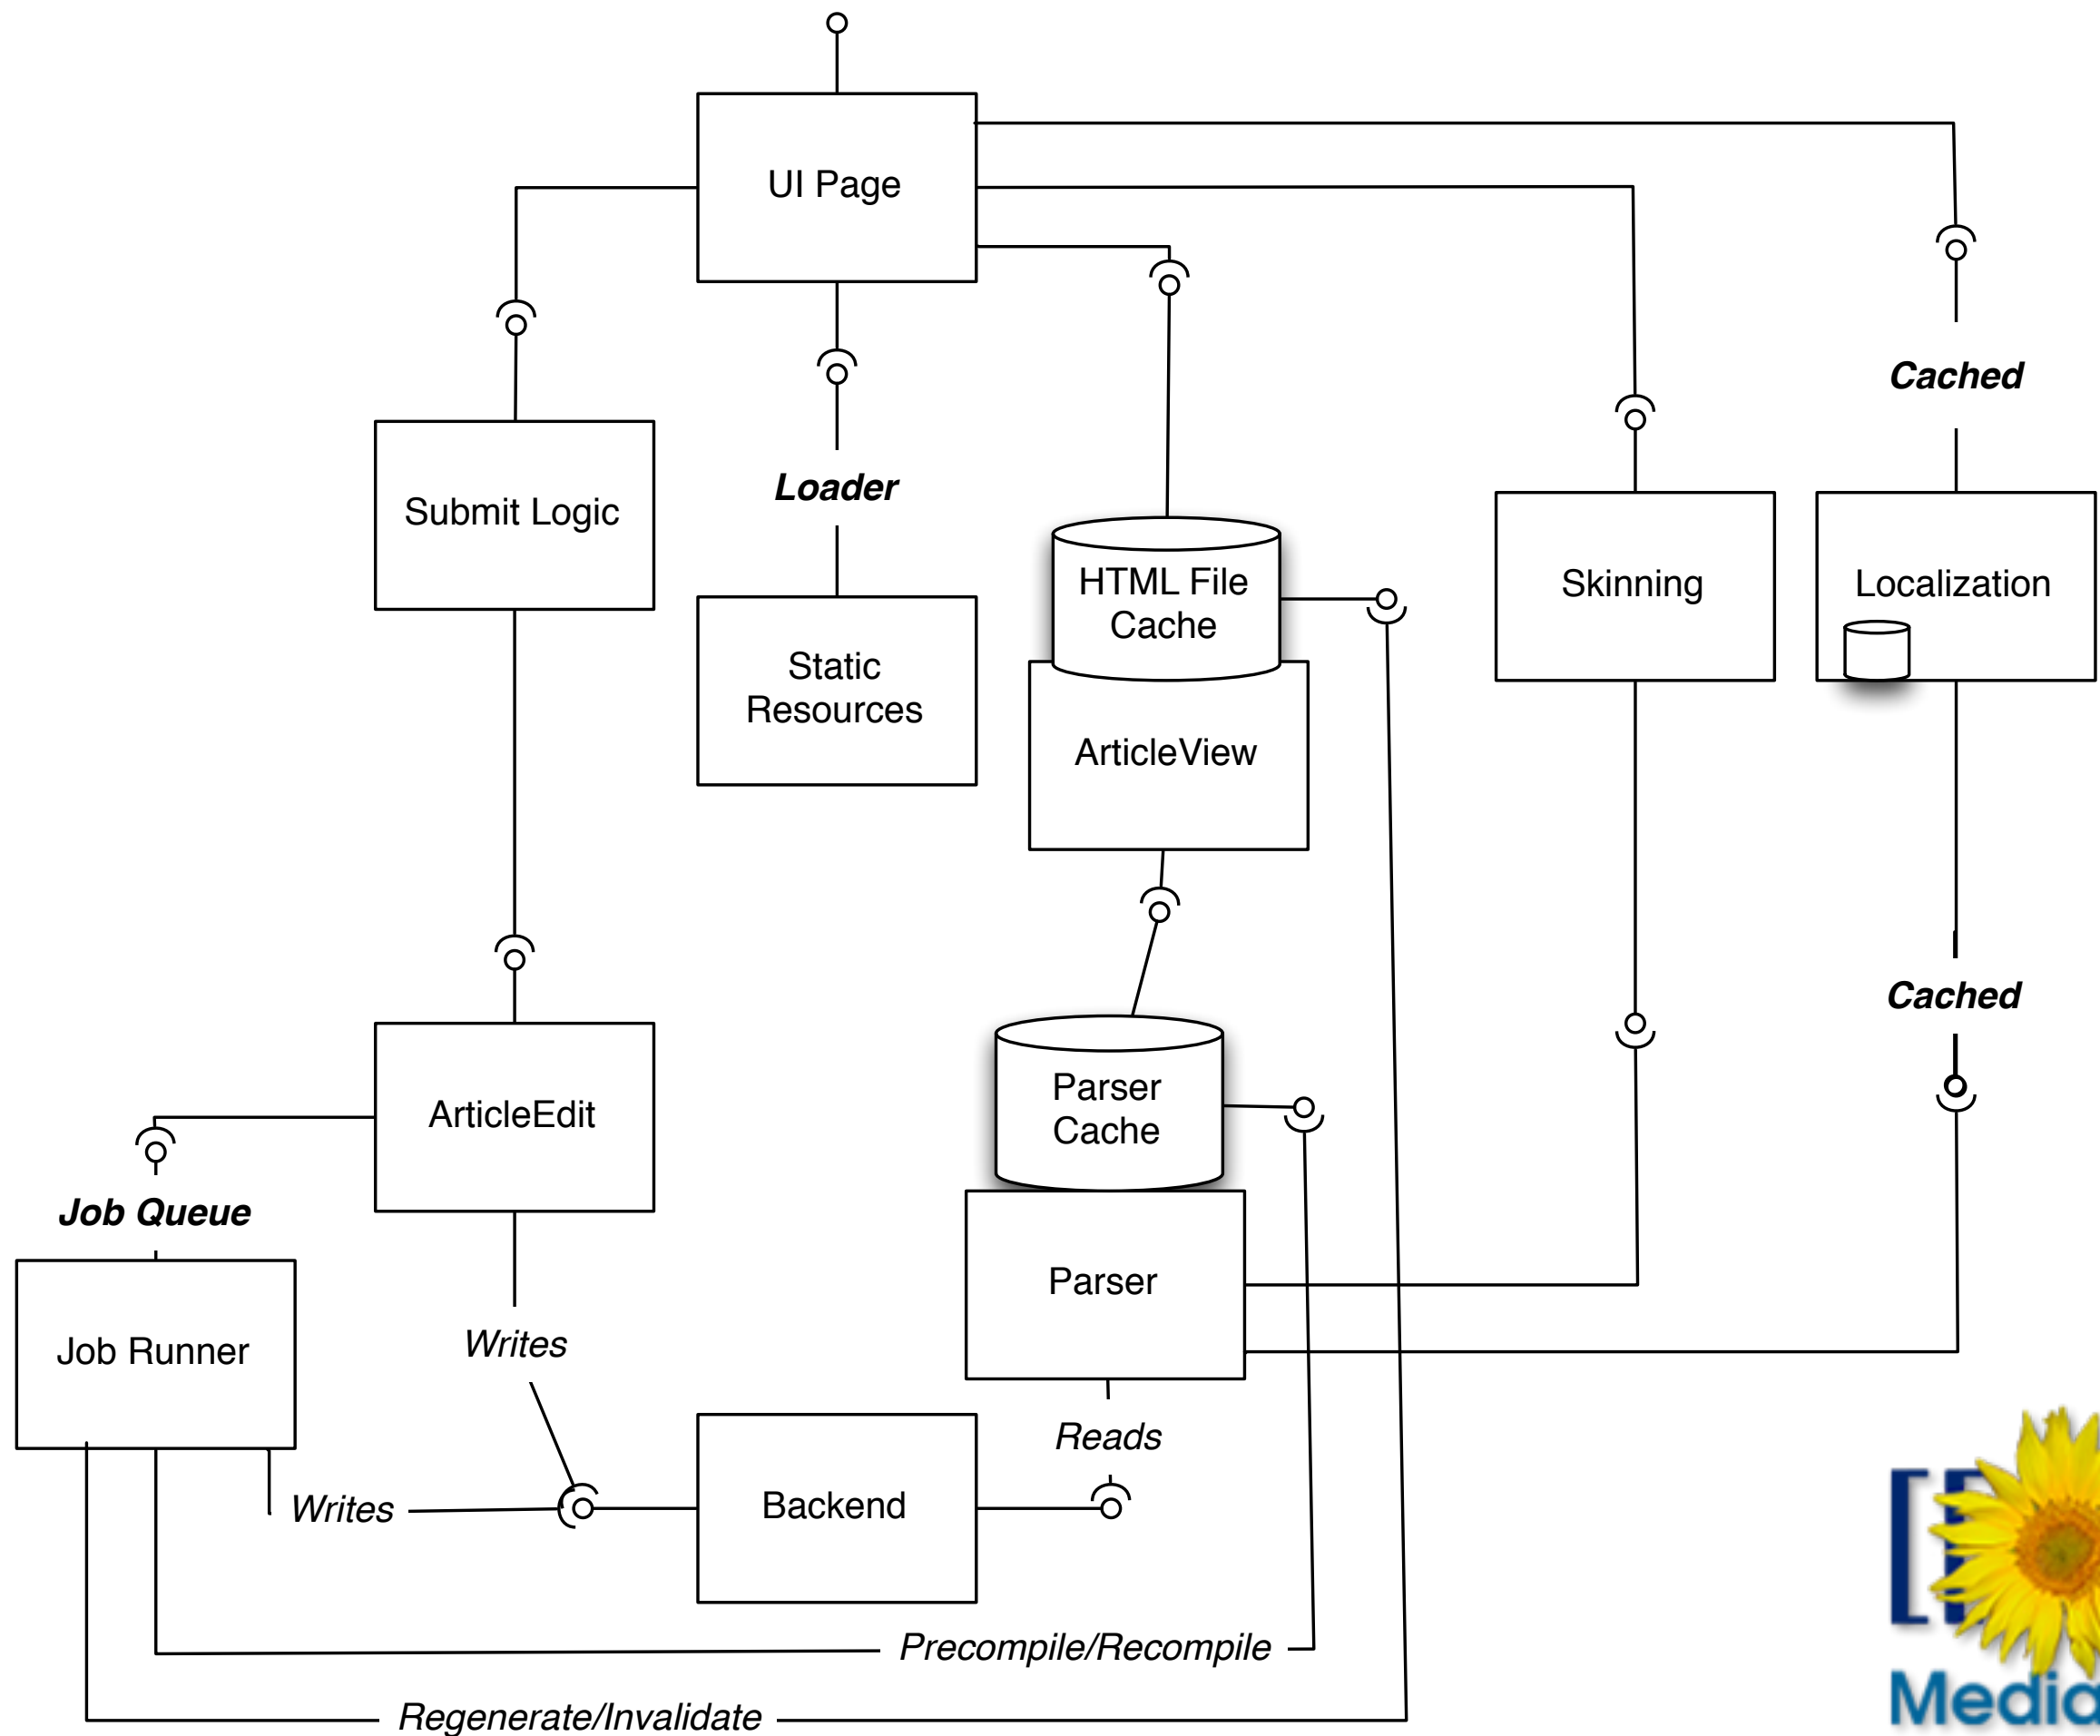 UI Page
Cached
Loader
Submit Logic
HTML File
Cache
Skinning
Localization
Static
Resources
ArticleView
Cached
Parser
Cache
ArticleEdit
Job Queue
Parser
Writes
Job Runner
Reads
Writes
Backend
Precompile/Recompile
Regenerate/Invalidate
[[
Media